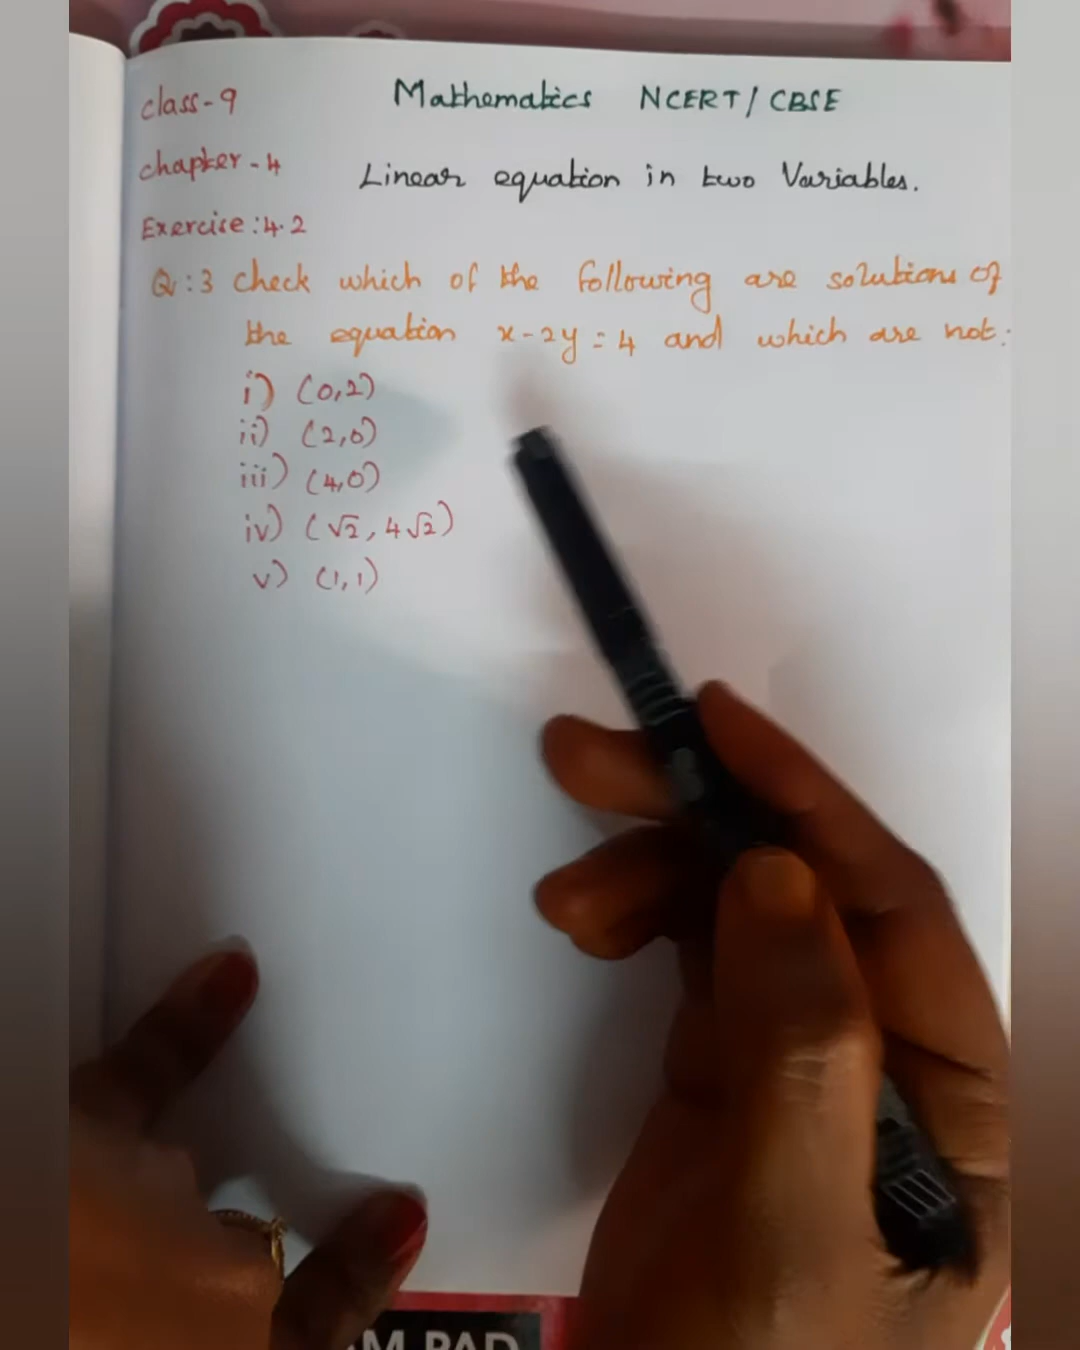 class-9
Mathematics NCERT/CBSE
chapter-4
Linear equation in two Variables.
Exercise:4.2
Q:3 check which of the following are solutions of
the equation x-2y=4 and which are not:
i) (0,2)
ii) (2,0)
iii) (4,0)
iv) (√2, 4√2)
v) (1,1)
M PAD